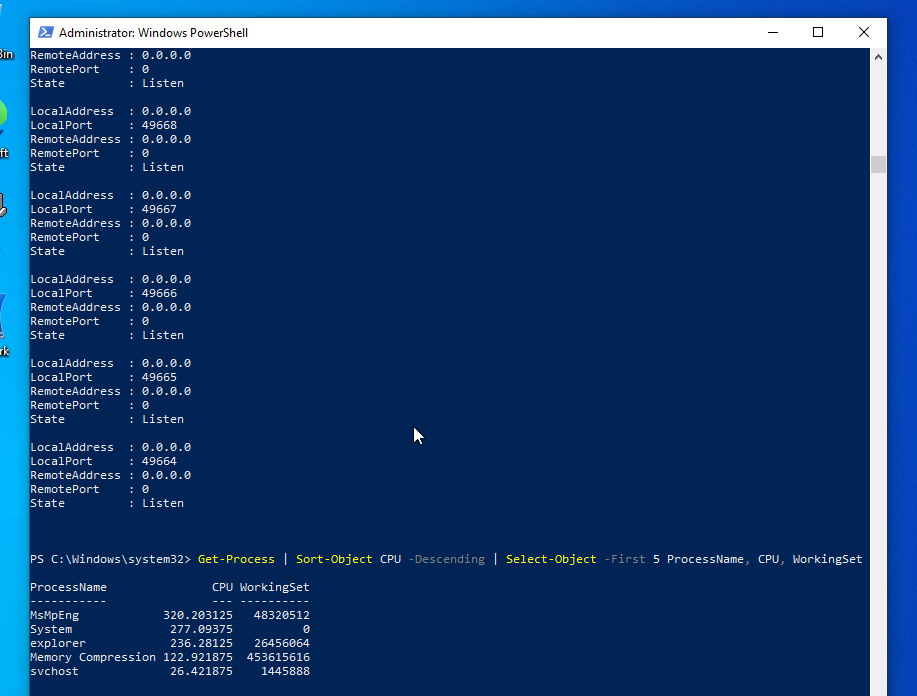 Administrator: Windows PowerShell
Bin
RemoteAddress : 0.0.0.0
RemotePort    : 0
State         : Listen
LocalAddress  : 0.0.0.0
LocalPort     : 49668
RemoteAddress : 0.0.0.0
RemotePort    : 0
State         : Listen
ft
LocalAddress  : 0.0.0.0
LocalPort     : 49667
RemoteAddress : 0.0.0.0
RemotePort    : 0
State         : Listen
LocalAddress  : 0.0.0.0
LocalPort     : 49666
RemoteAddress : 0.0.0.0
RemotePort    : 0
State         : Listen
rk
LocalAddress  : 0.0.0.0
LocalPort     : 49665
RemoteAddress : 0.0.0.0
RemotePort    : 0
State         : Listen
LocalAddress  : 0.0.0.0
LocalPort     : 49664
RemoteAddress : 0.0.0.0
RemotePort    : 0
State         : Listen
PS C:\Windows\system32> Get-Process | Sort-Object CPU -Descending | Select-Object -First 5 ProcessName, CPU, WorkingSet
ProcessName               CPU WorkingSet
-----------               --- ----------
MsMpEng            320.203125   48320512
System              277.09375          0
explorer            236.28125   26456064
Memory Compression 122.921875  453615616
svchost             26.421875    1445888